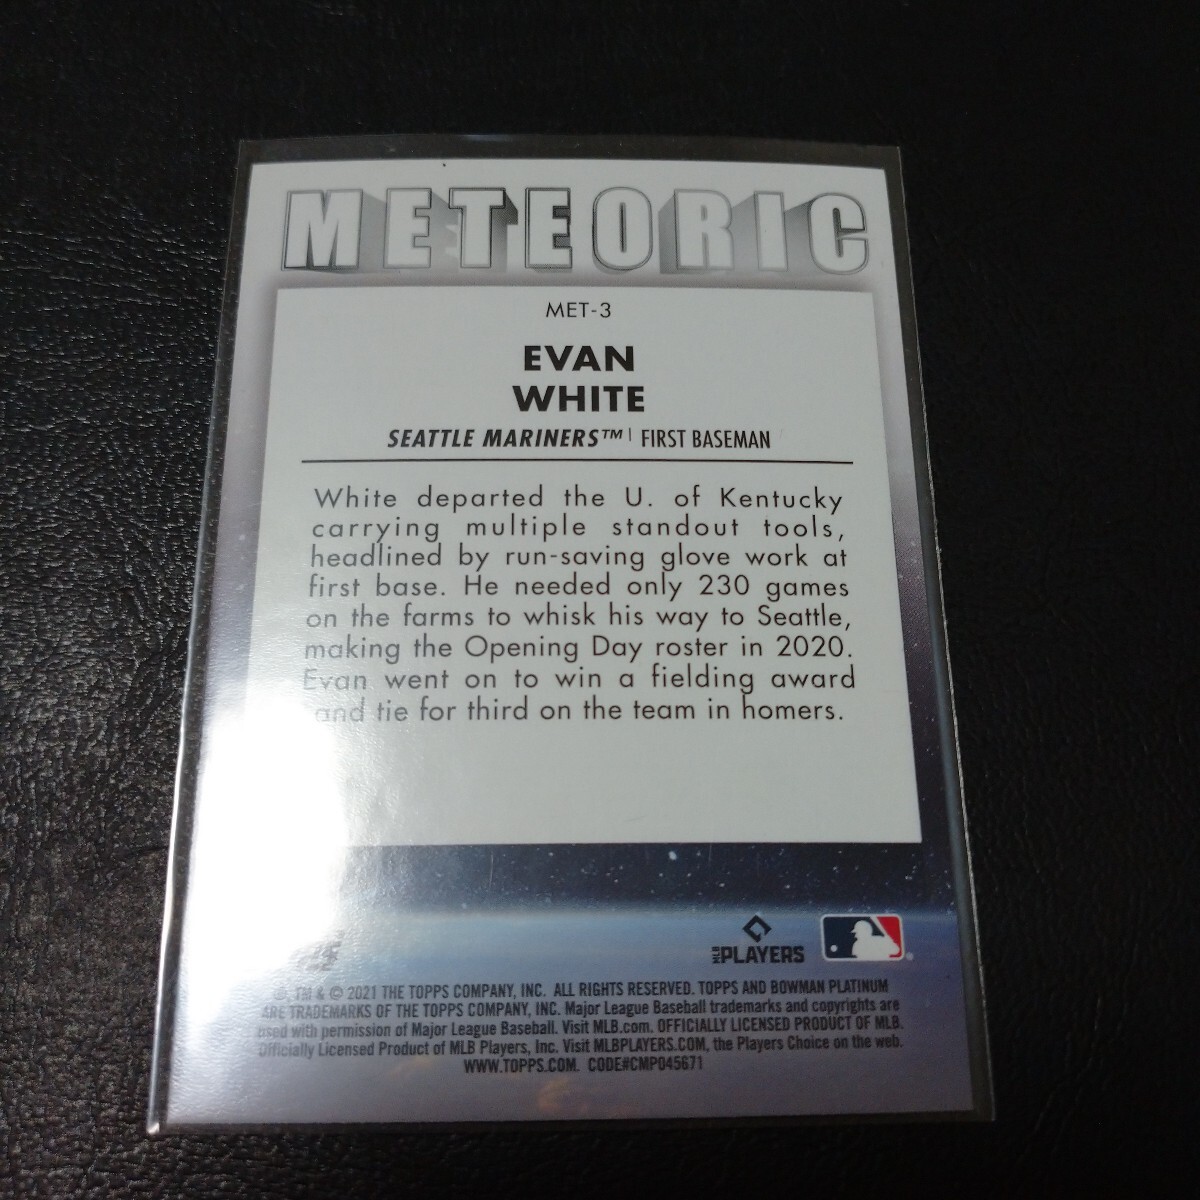 METEORIC
MET-3
EVAN
WHITE
SEATTLE MARINERS™ | FIRST BASEMAN
White departed the U. of Kentucky
carrying multiple standout tools,
headlined by run-saving glove work at
first base. He needed only 230 games
on the farms to whisk his way to Seattle,
making the Opening Day roster in 2020.
Evan went on to win a fielding award
and tie for third on the team in homers.
MLB PLAYERS
®, TM & © 2021 THE TOPPS COMPANY, INC. ALL RIGHTS RESERVED. TOPPS AND BOWMAN PLATINUM
ARE TRADEMARKS OF THE TOPPS COMPANY, INC. Major League Baseball trademarks and copyrights are
used with permission of Major League Baseball. Visit MLB.com. OFFICIALLY LICENSED PRODUCT OF MLB.
Officially Licensed Product of MLB Players, Inc. Visit MLBPLAYERS.COM, the Players Choice on the web.
WWW.TOPPS.COM. CODE#CMP045671